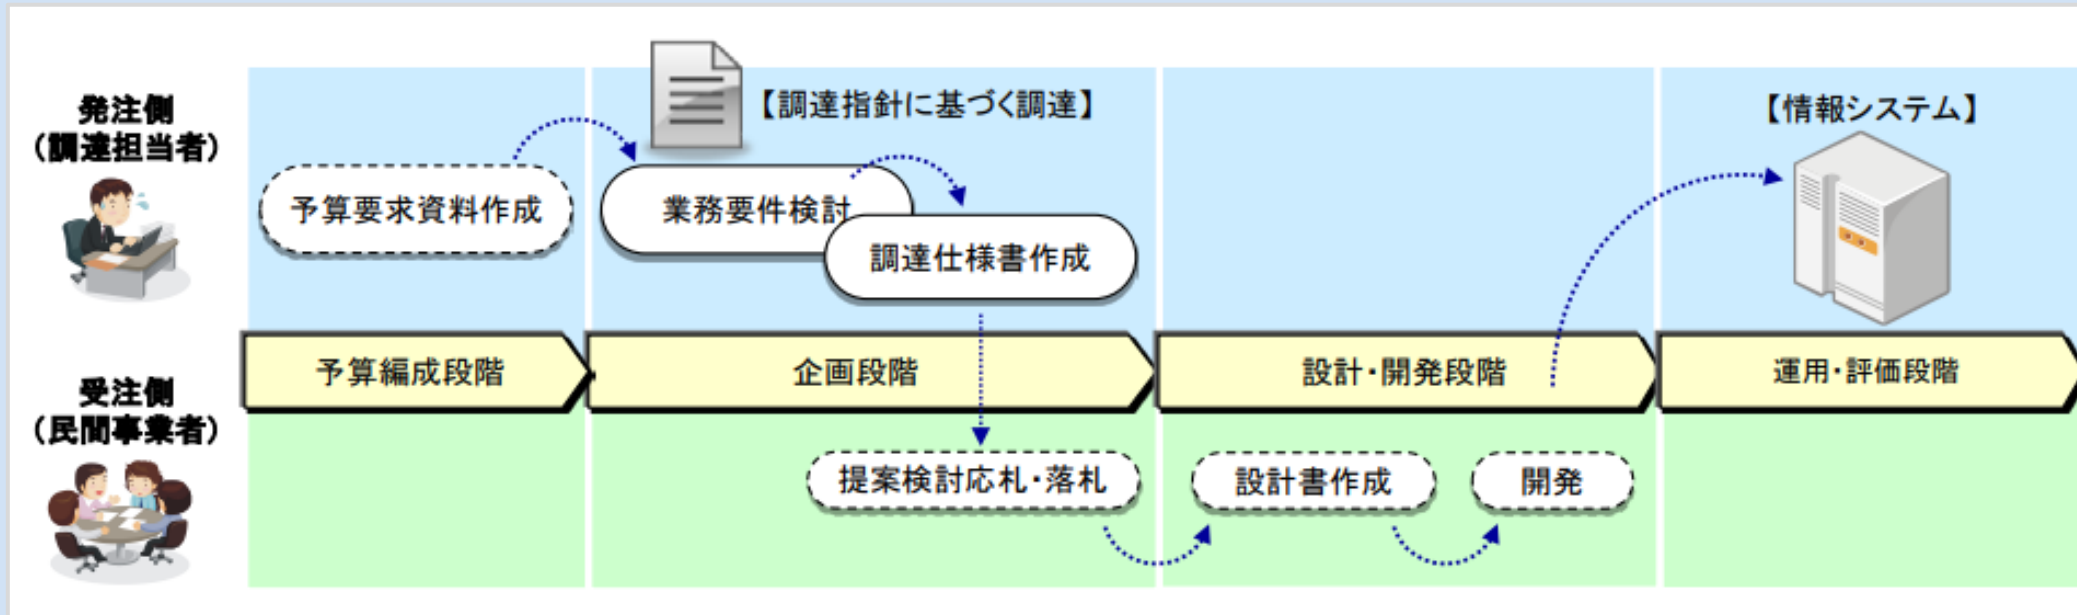 発注側
（調達担当者）
【調達指針に基づく調達】
【情報システム】
予算要求資料作成
業務要件検討
調達仕様書作成
予算編成段階
企画段階
設計・開発段階
運用・評価段階
受注側
（民間事業者）
提案検討応札・落札
設計書作成
開発